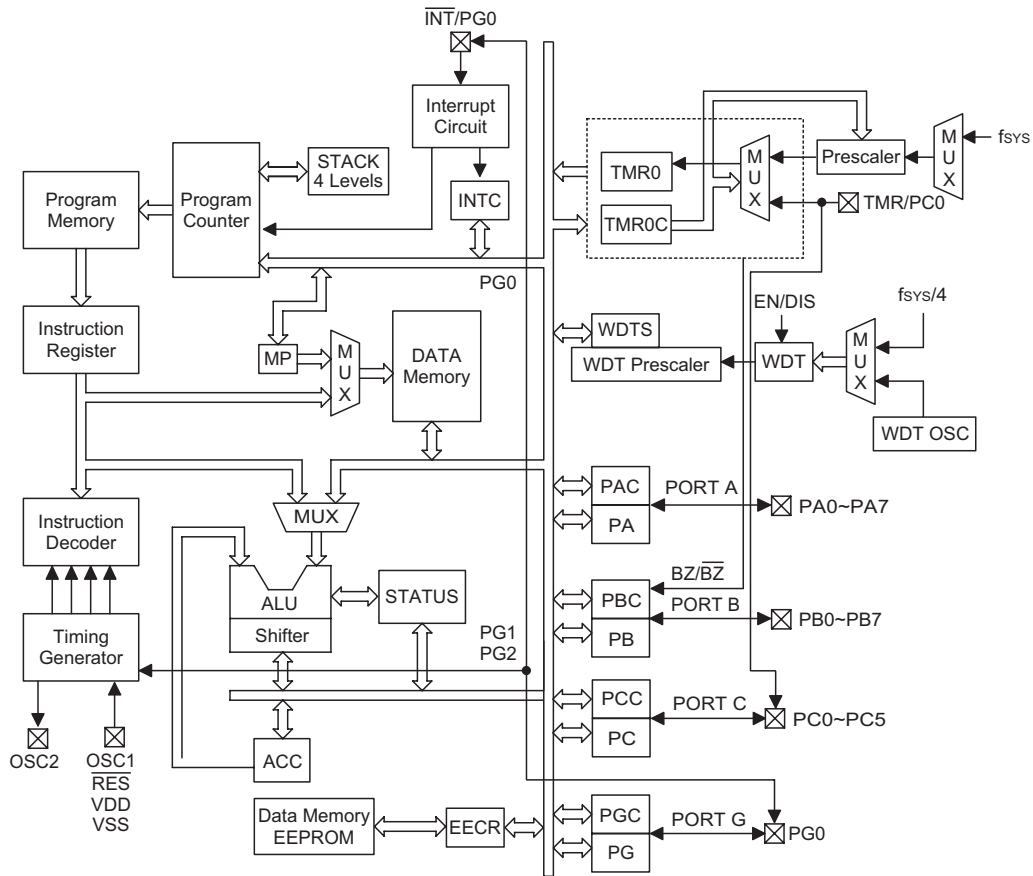 INT/PG0
Interrupt
Circuit
STACK
4 Levels
Program
Memory
Program
Counter
INTC
PG0
TMR0
TMR0C
M
U
X
Prescaler
M
U
X
fSYS
TMR/PC0
Instruction
Register
MP
M
U
X
DATA
Memory
WDTS
WDT Prescaler
EN/DIS
WDT
M
U
X
fSYS/4
WDT OSC
MUX
Instruction
Decoder
ALU
Shifter
STATUS
PG1
PG2
Timing
Generator
OSC2
OSC1
RES
VDD
VSS
ACC
Data Memory
EEPROM
EECR
PAC
PA
PORT A
PA0~PA7
BZ/BZ
PBC
PB
PORT B
PB0~PB7
PCC
PC
PORT C
PC0~PC5
PGC
PG
PORT G
PG0